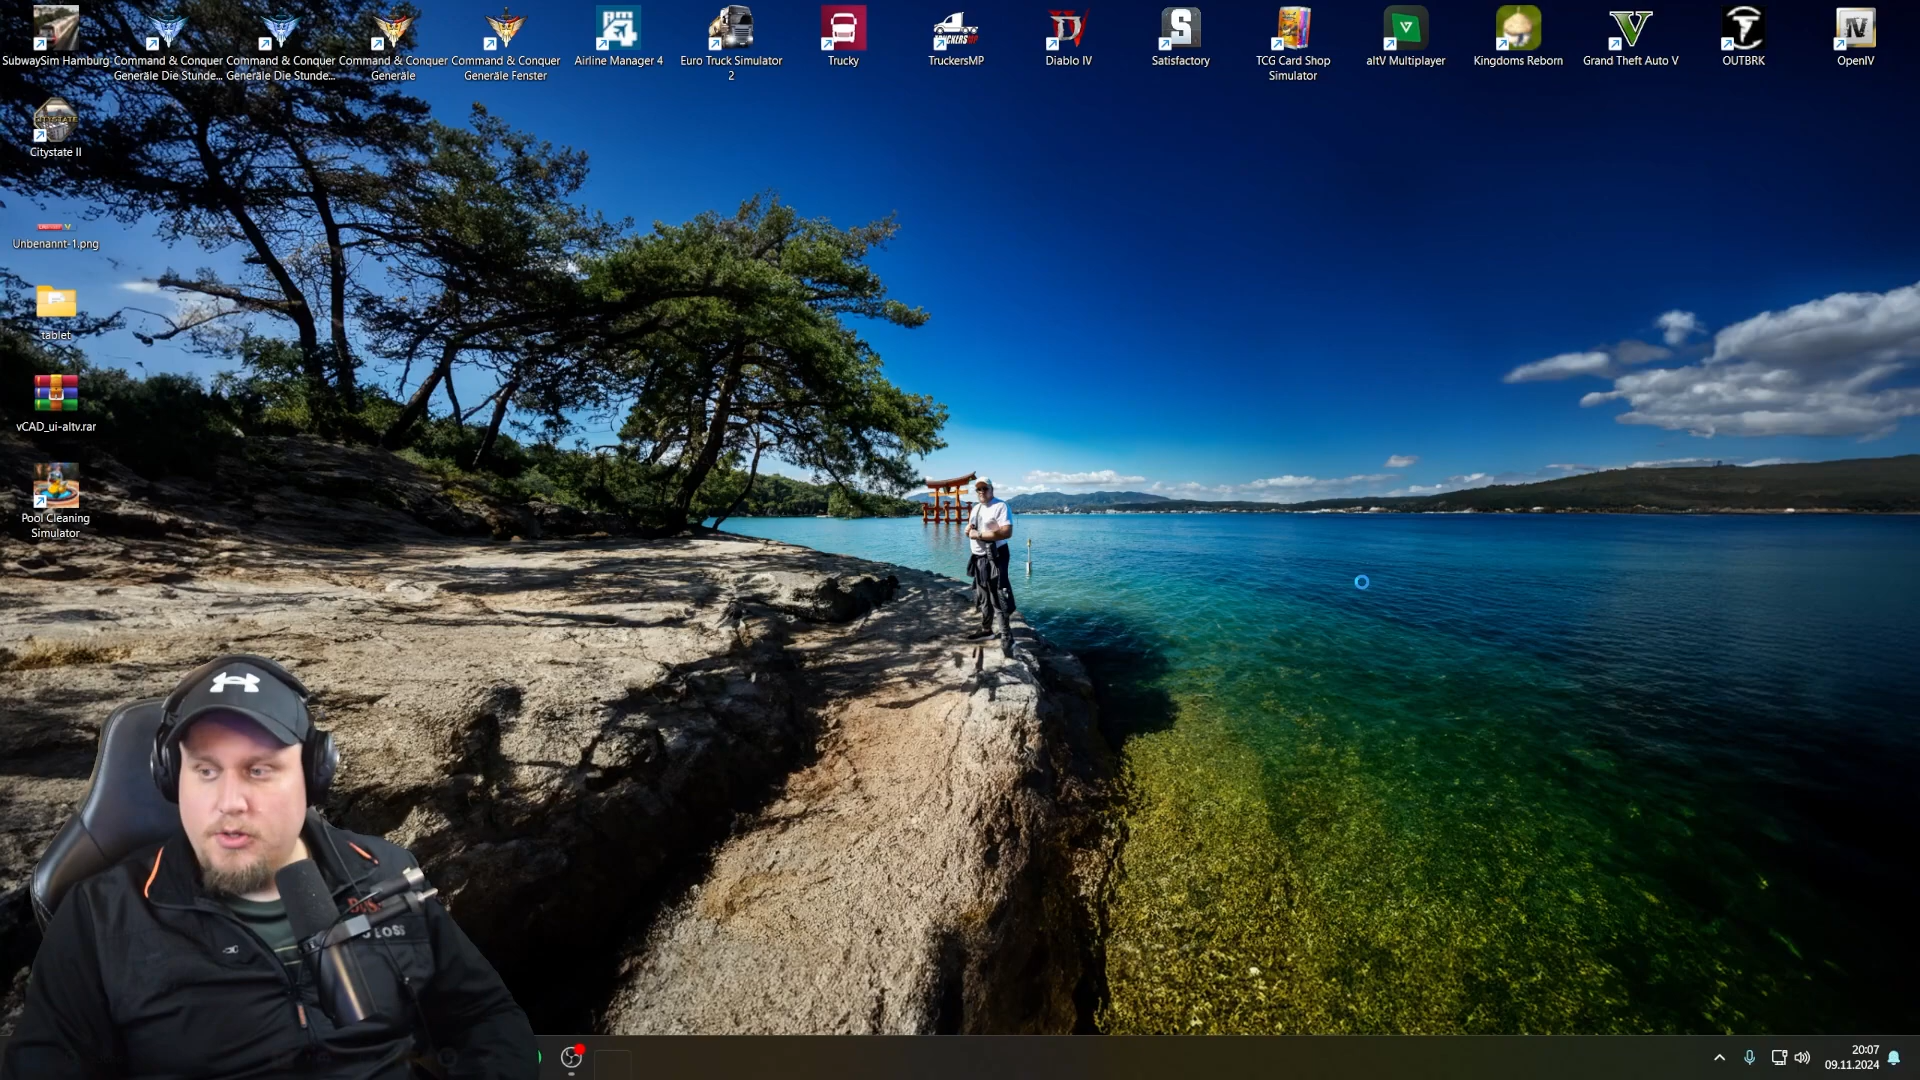 SubwaySim Hamburg
Command & Conquer
Generäle Die Stunde...
Command & Conquer
Generäle Die Stunde...
Command & Conquer
Generäle
Command & Conquer
Generäle Fenster
Airline Manager 4
Euro Truck Simulator
2
Trucky
TruckersMP
Diablo IV
Satisfactory
TCG Card Shop
Simulator
altV Multiplayer
Kingdoms Reborn
Grand Theft Auto V
OUTBRK
OpenIV
Citystate II
Unbenannt-1.png
tablet
vCAD_ui-altv.rar
Pool Cleaning
Simulator
20:07
09.11.2024